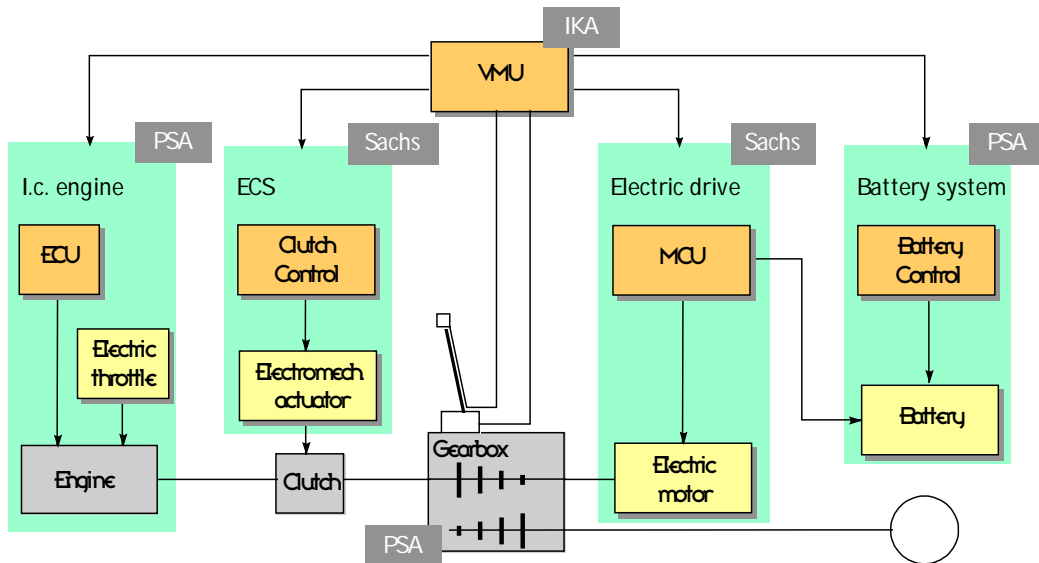 IKA
VMU
PSA
Sachs
Sachs
PSA
I.c. engine
ECS
Electric drive
Battery system
ECU
Clutch
Control
MCU
Battery
Control
Electric
throttle
Electromech.
actuator
Battery
Gearbox
Engine
Clutch
Electric
motor
PSA